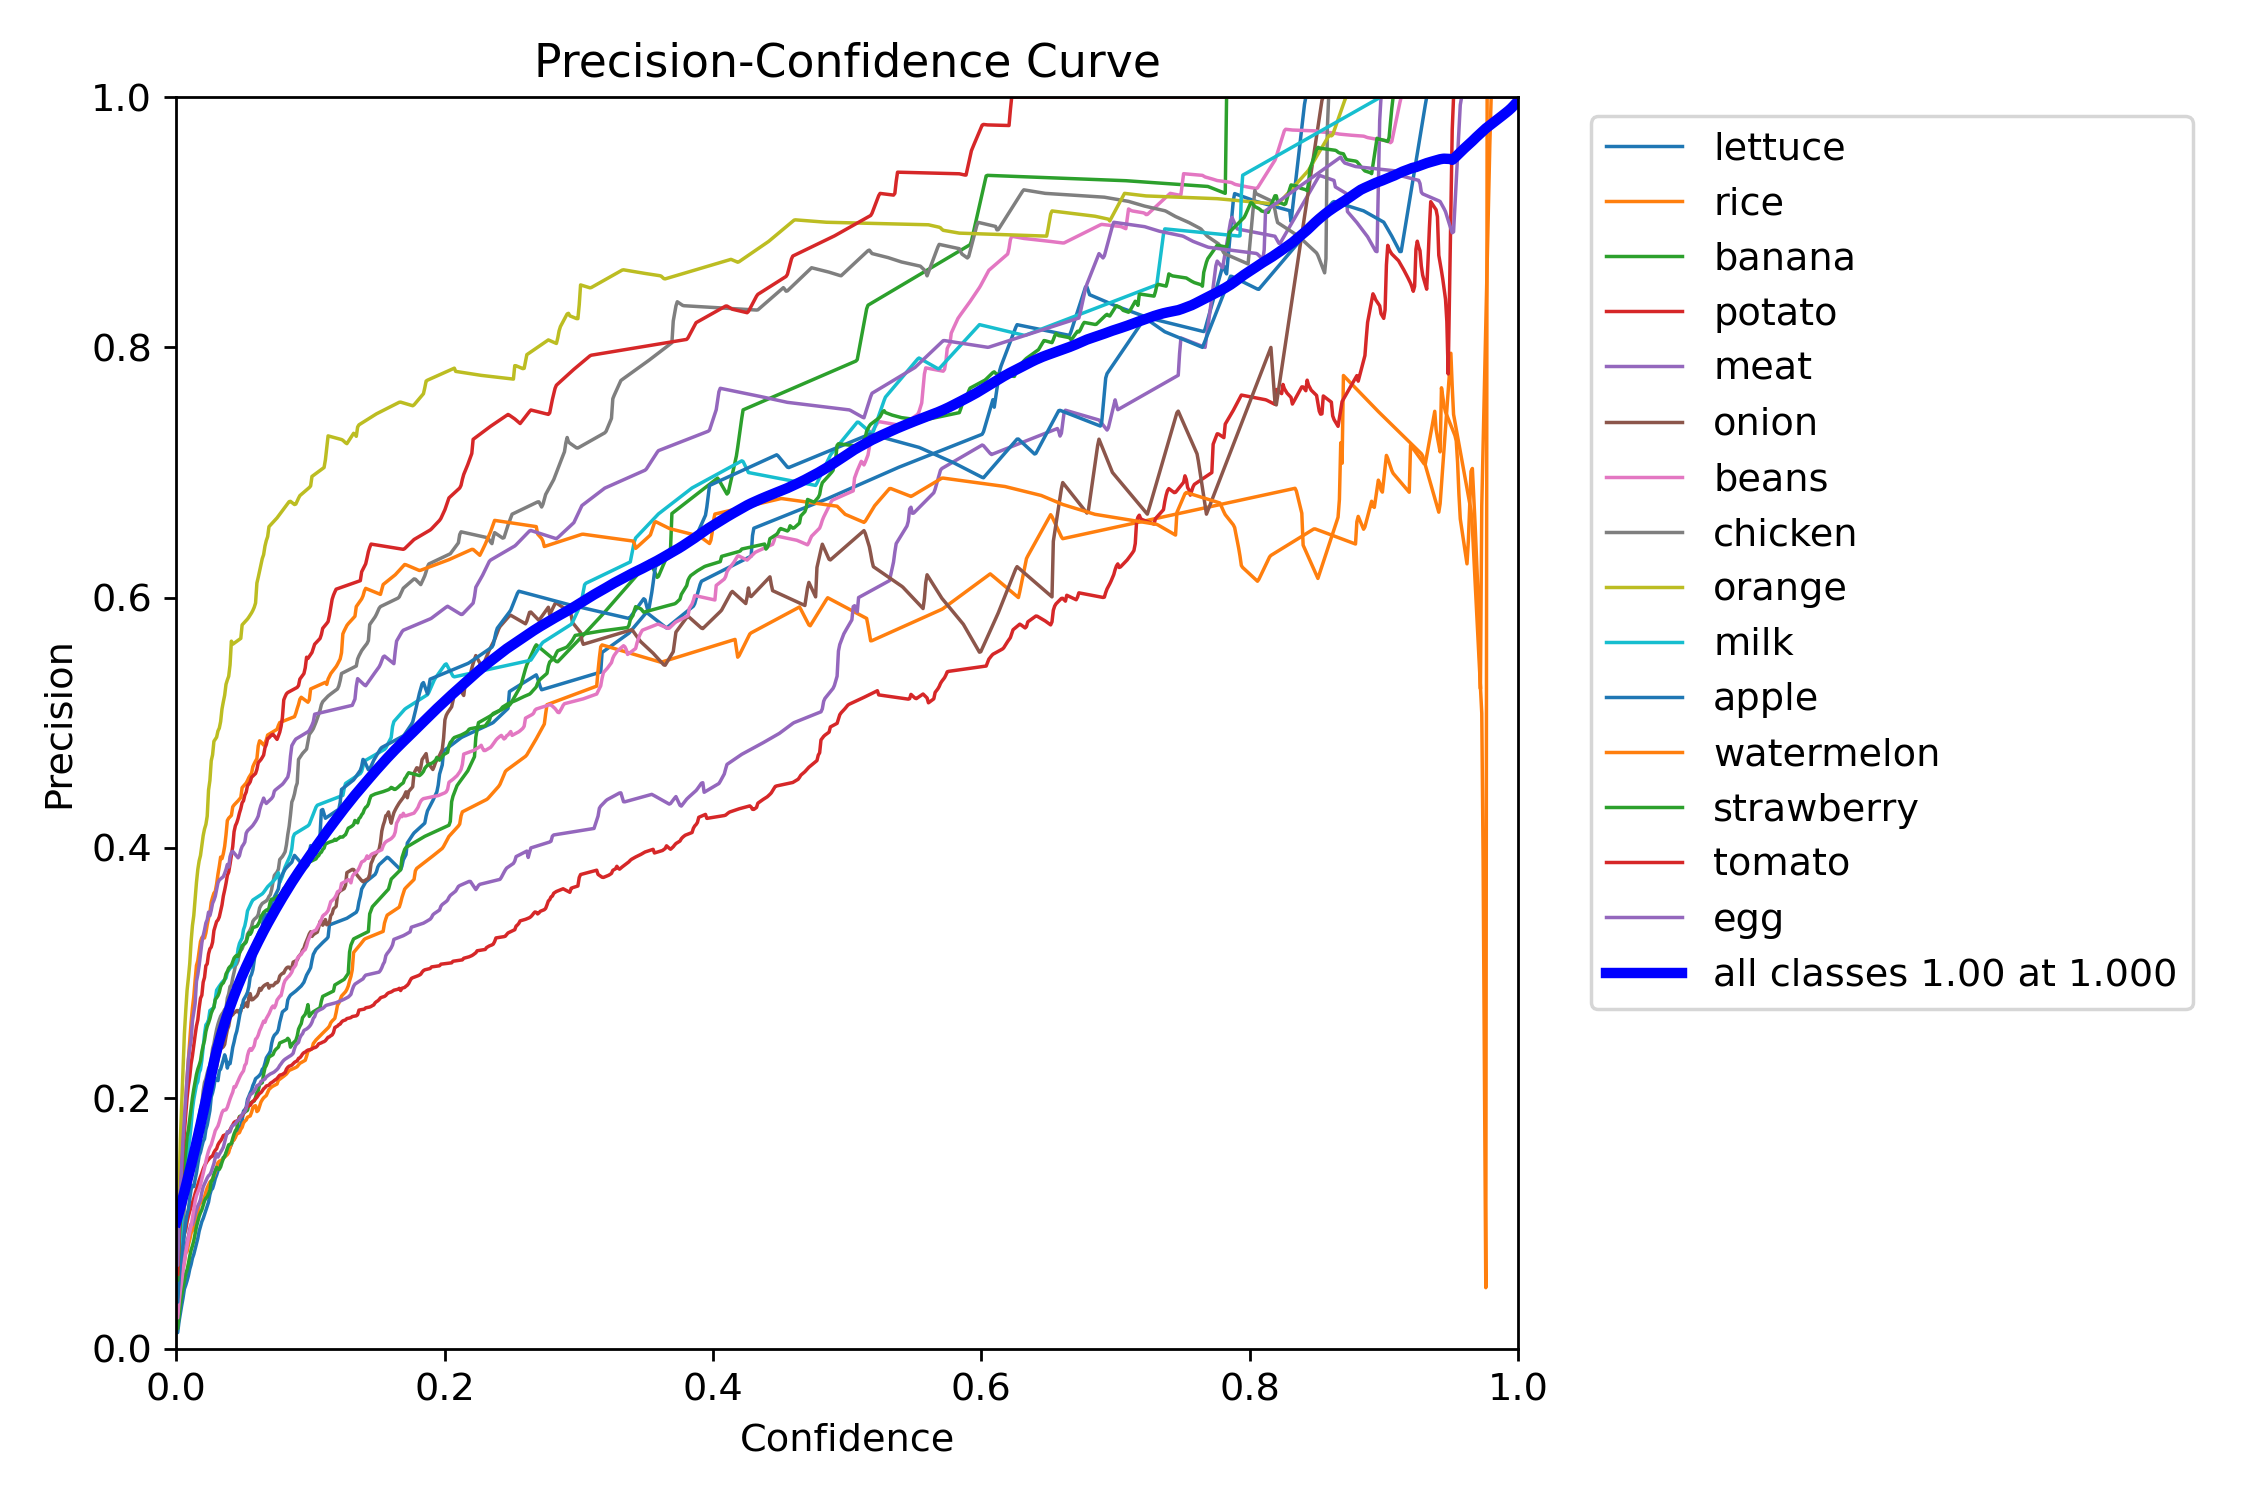 Precision-Confidence Curve
1.0
0.8
0.6
0.4
0.2
0.0
Precision
0.0 0.2 0.4 0.6 0.8 1.0
Confidence
lettuce
rice
banana
potato
meat
onion
beans
chicken
orange
milk
apple
watermelon
strawberry
tomato
egg
all classes 1.00 at 1.000